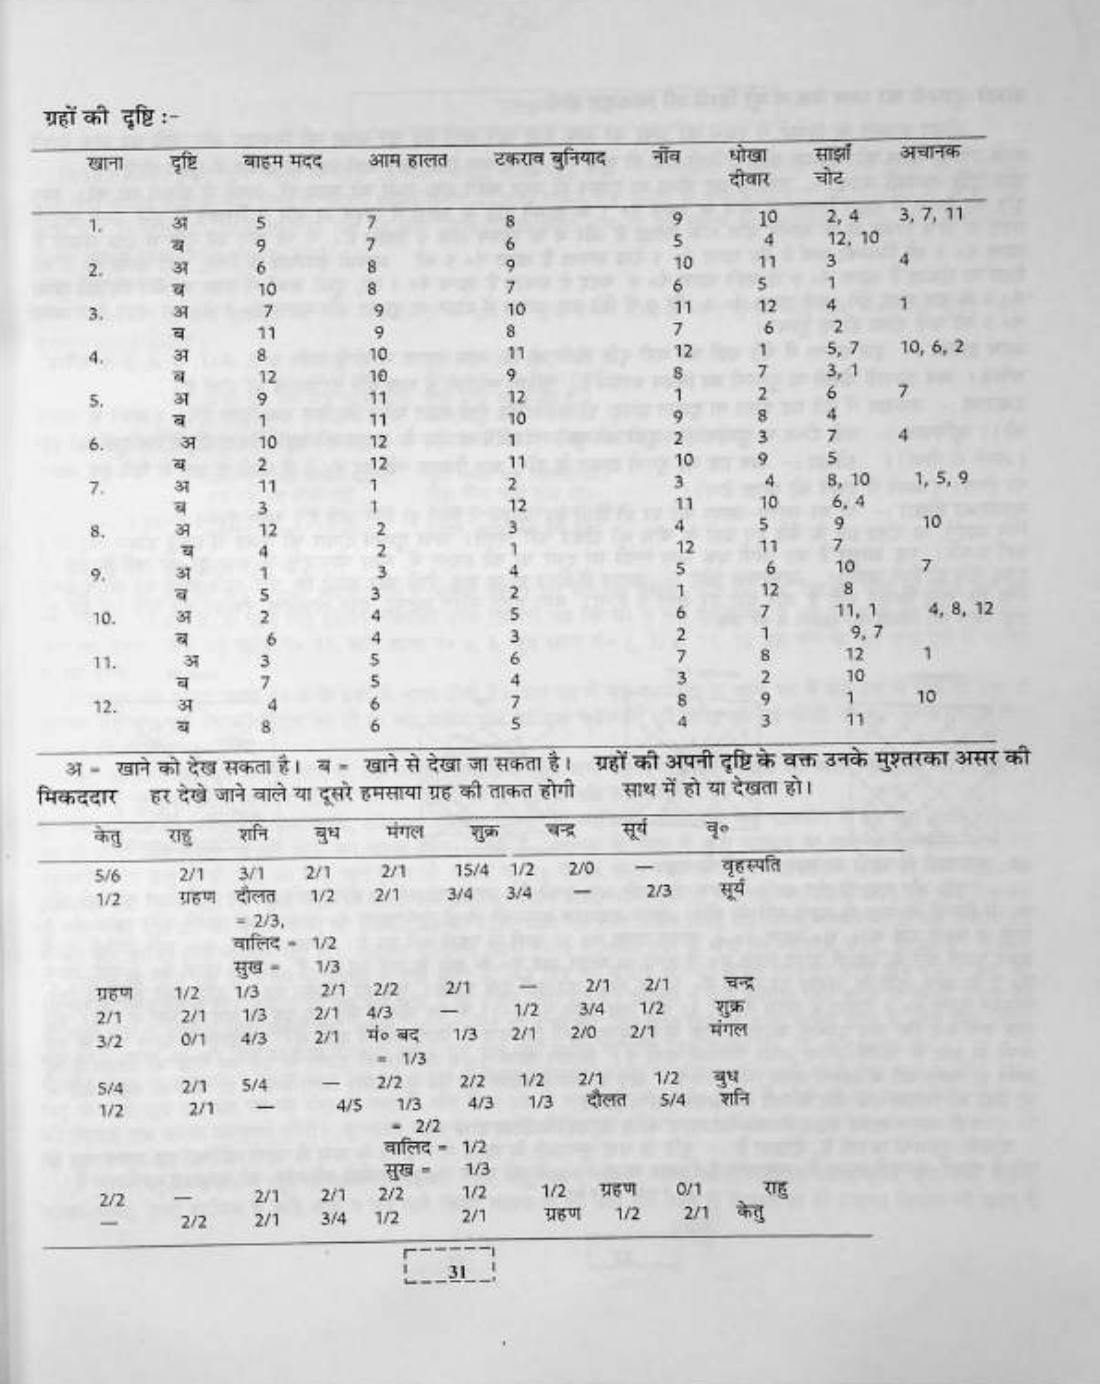 ग्रहों की दृष्टि :-
खाना दृष्टि बाहम मदद आम हालत टकराव बुनियाद नींव धोखा साझाँ अचानक
दीवार चोट
1. अ 5 7 8 9 10 2, 4 3, 7, 11
ब 9 7 6 5 4 12, 10
2. अ 6 8 9 10 11 3 4
ब 10 8 7 6 5 1
3. अ 7 9 10 11 12 4 1
ब 11 9 8 7 6 2
4. अ 8 10 11 12 1 5, 7 10, 6, 2
ब 12 10 9 8 7 3, 1
5. अ 9 11 12 1 2 6 7
ब 1 11 10 9 8 4
6. अ 10 12 1 2 3 7 4
ब 2 12 11 10 9 5
7. अ 11 1 2 3 4 8, 10 1, 5, 9
ब 3 1 12 11 10 6, 4
8. अ 12 2 3 4 5 9 10
ब 4 2 1 12 11 7
9. अ 1 3 4 5 6 10 7
ब 5 3 2 1 12 8
10. अ 2 4 5 6 7 11, 1 4, 8, 12
ब 6 4 3 2 1 9, 7
11. अ 3 5 6 7 8 12 1
ब 7 5 4 3 2 10
12. अ 4 6 7 8 9 1 10
ब 8 6 5 4 3 11
अ = खाने को देख सकता है। ब = खाने से देखा जा सकता है। ग्रहों की अपनी दृष्टि के वक्त उनके मुश्तरका असर की
मिकददार हर देखे जाने वाले या दूसरे हमसाया ग्रह की ताकत होगी साथ में हो या देखता हो।
केतु राहु शनि बुध मंगल शुक्र चन्द्र सूर्य वृ०
5/6 2/1 3/1 2/1 2/1 15/4 1/2 2/0 — वृहस्पति
1/2 ग्रहण दौलत 1/2 2/1 3/4 3/4 — 2/3 सूर्य
= 2/3,
वालिद = 1/2
सुख = 1/3
ग्रहण 1/2 1/3 2/1 2/2 2/1 — 2/1 2/1 चन्द्र
2/1 2/1 1/3 2/1 4/3 — 1/2 3/4 1/2 शुक्र
3/2 0/1 4/3 2/1 मं० बद 1/3 2/1 2/0 2/1 मंगल
= 1/3
5/4 2/1 5/4 — 2/2 2/2 1/2 2/1 1/2 बुध
1/2 2/1 — 4/5 1/3 4/3 1/3 दौलत 5/4 शनि
= 2/2
वालिद = 1/2
सुख = 1/3
2/2 — 2/1 2/1 2/2 1/2 1/2 ग्रहण 0/1 राहु
— 2/2 2/1 3/4 1/2 2/1 ग्रहण 1/2 2/1 केतु
31